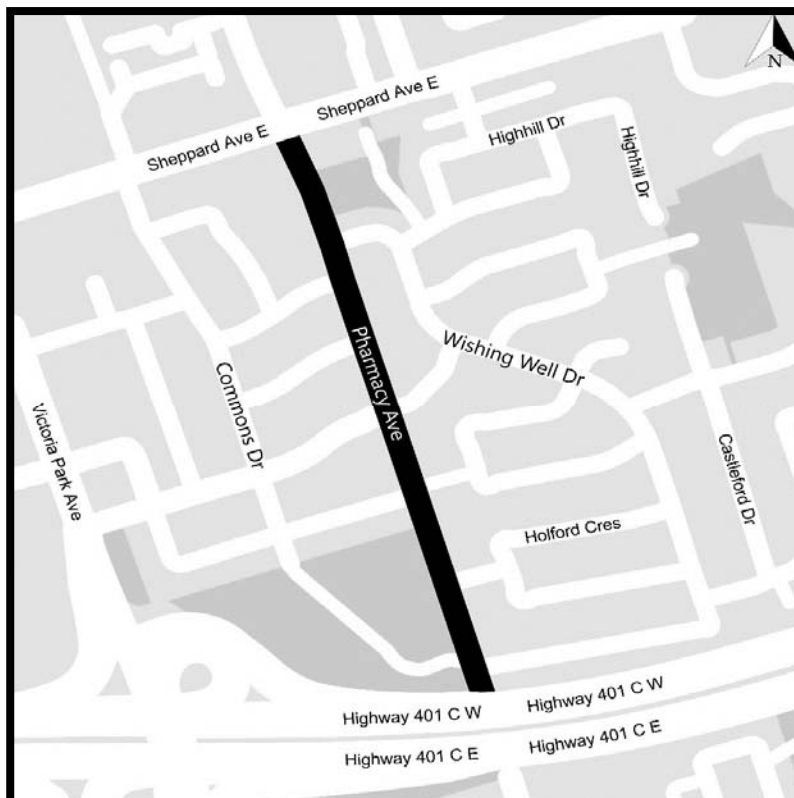 N
Sheppard Ave E
Sheppard Ave E
Highhill Dr
Highhill Dr
Pharmacy Ave
Wishing Well Dr
Commons Dr
Victoria Park Ave
Castleford Dr
Holford Cres
Highway 401 C W
Highway 401 C W
Highway 401 C E
Highway 401 C E